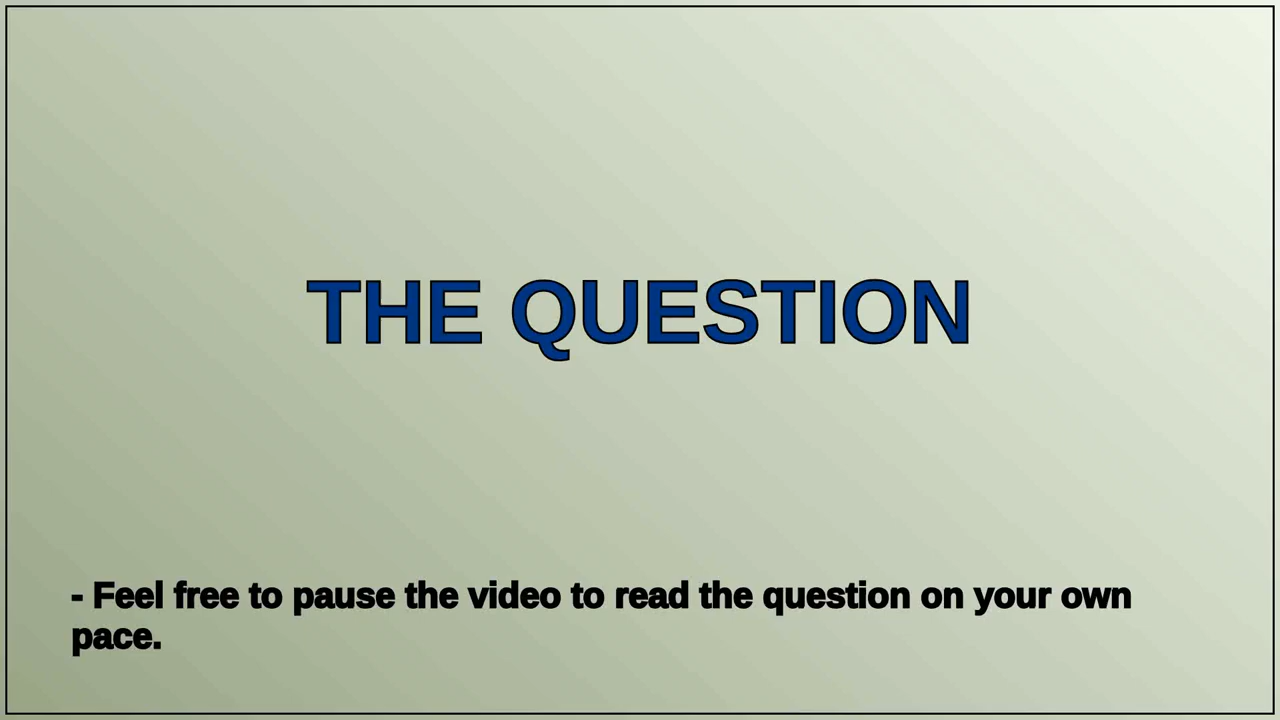 THE QUESTION
- Feel free to pause the video to read the question on your own
pace.